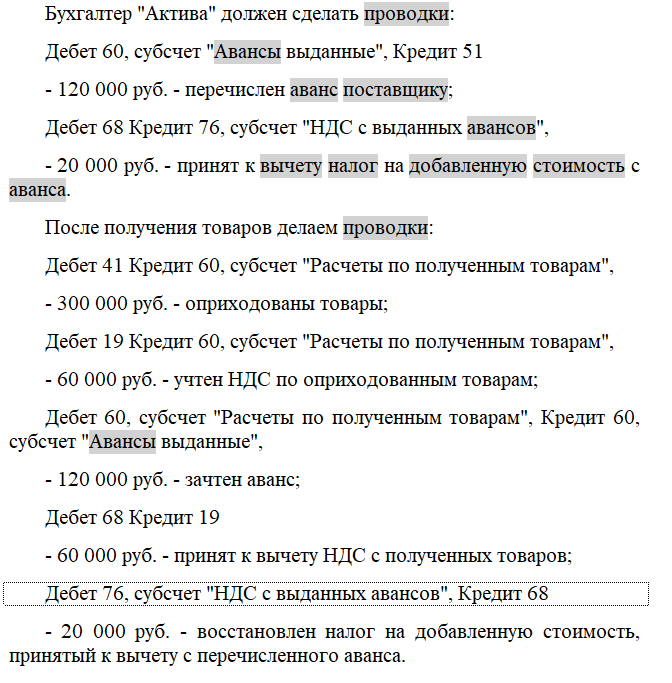 Бухгалтер "Актива" должен сделать проводки:
Дебет 60, субсчет "Авансы выданные", Кредит 51
- 120 000 руб. - перечислен аванс поставщику;
Дебет 68 Кредит 76, субсчет "НДС с выданных авансов",
- 20 000 руб. - принят к вычету налог на добавленную стоимость с
аванса.
После получения товаров делаем проводки:
Дебет 41 Кредит 60, субсчет "Расчеты по полученным товарам",
- 300 000 руб. - оприходованы товары;
Дебет 19 Кредит 60, субсчет "Расчеты по полученным товарам",
- 60 000 руб. - учтен НДС по оприходованным товарам;
Дебет 60, субсчет "Расчеты по полученным товарам", Кредит 60,
субсчет "Авансы выданные",
- 120 000 руб. - зачтен аванс;
Дебет 68 Кредит 19
- 60 000 руб. - принят к вычету НДС с полученных товаров;
Дебет 76, субсчет "НДС с выданных авансов", Кредит 68
- 20 000 руб. - восстановлен налог на добавленную стоимость,
принятый к вычету с перечисленного аванса.